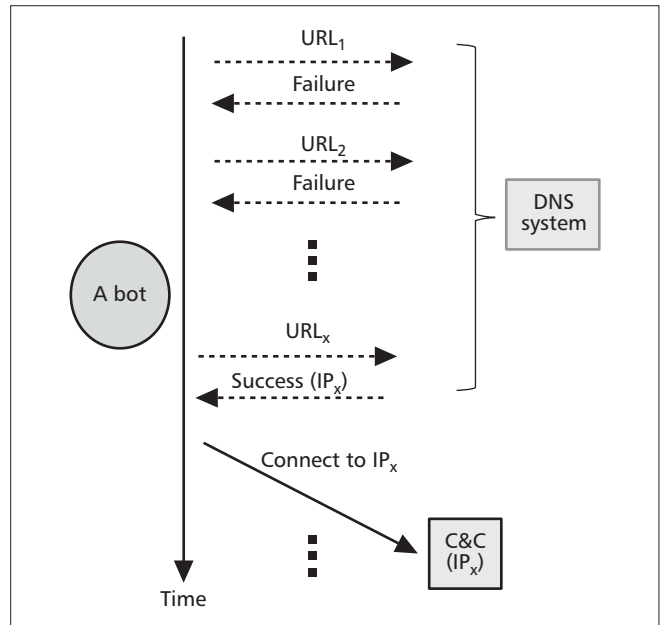 URL₁
Failure
URL₂
Failure
DNS
system
A bot
URLₓ
Success (IPₓ)
Connect to IPₓ
C&C
(IPₓ)
Time